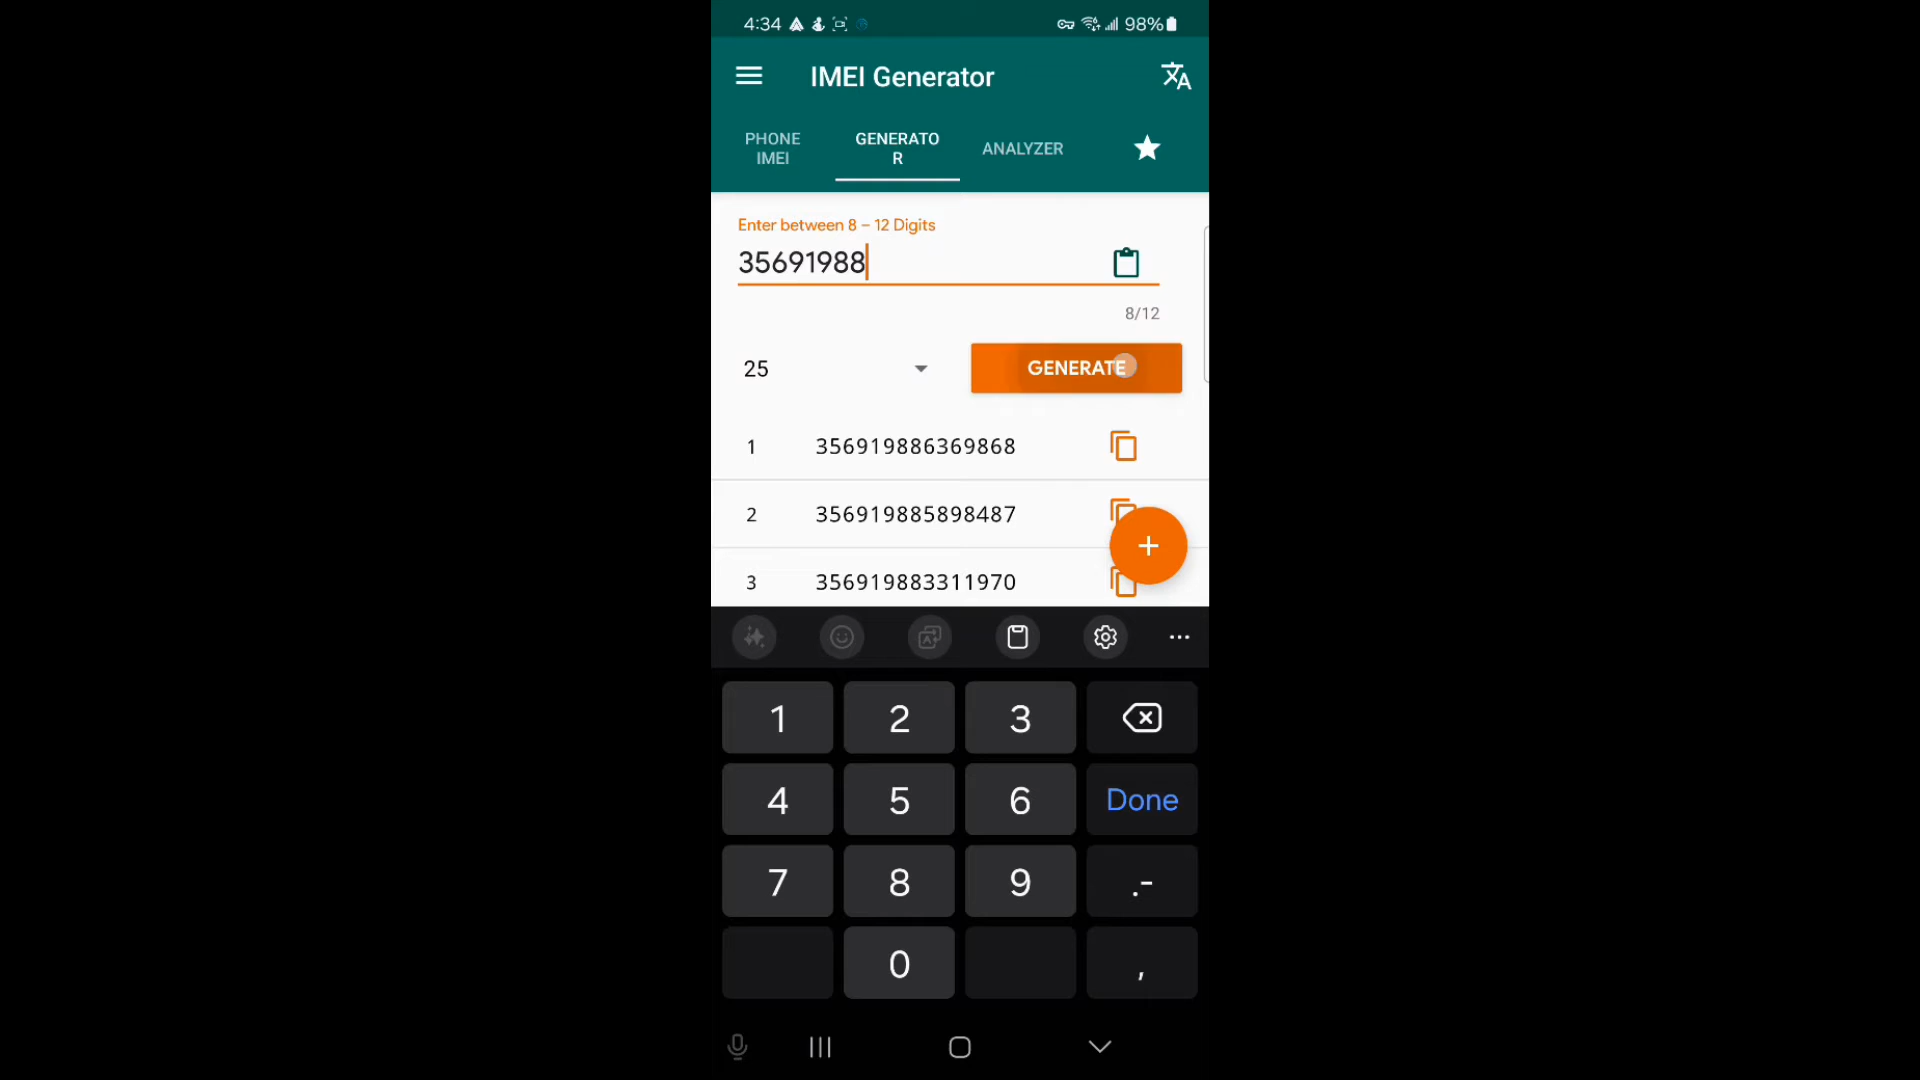 4:34 98%
IMEI Generator
PHONE
IMEI
GENERATO
R
ANALYZER
Enter between 8 – 12 Digits
35691988
8/12
25
GENERATE
1 356919886369868
2 356919885898487
3 356919883311970
1 2 3
4 5 6 Done
7 8 9 .-
0 ,